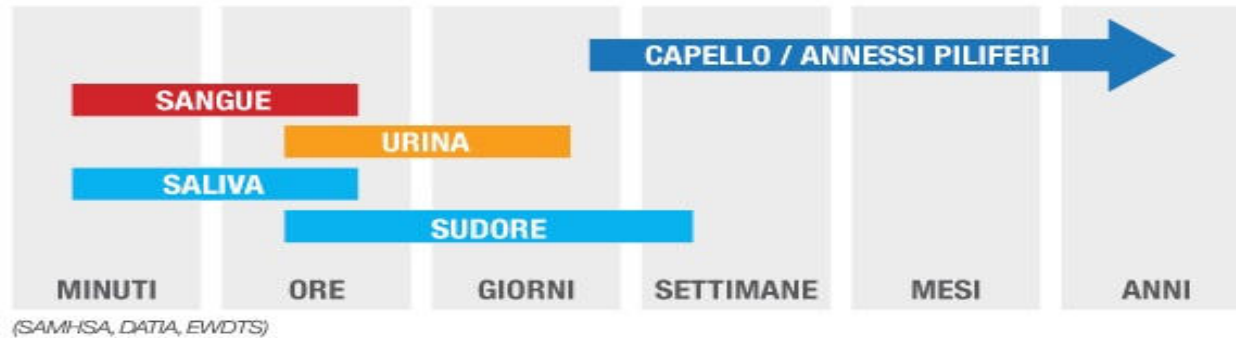 CAPELLO / ANNESSI PILIFERI
SANGUE
URINA
SALIVA
SUDORE
MINUTI ORE GIORNI SETTIMANE MESI ANNI
(SAMHSA, DATIA, EWDTS)